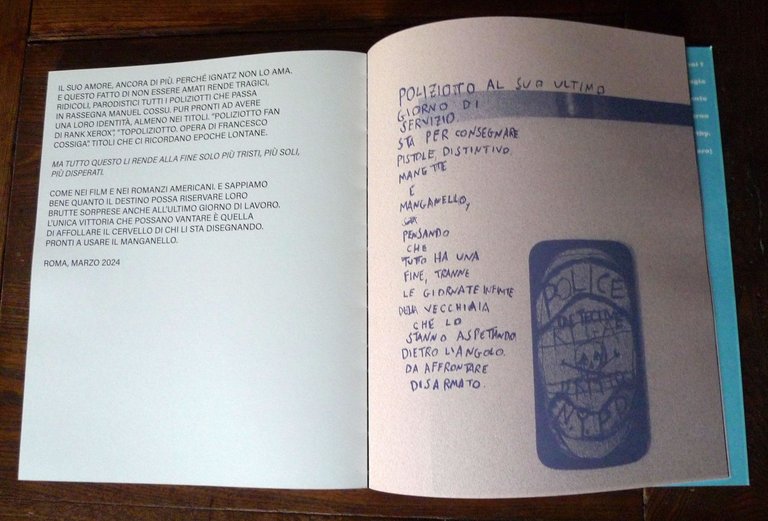 IL SUO AMORE, ANCORA DI PIÙ. PERCHÉ IGNATZ NON LO AMA.
E QUESTO FATTO DI NON ESSERE AMATI RENDE TRAGICI,
RIDICOLI, PARODISTICI TUTTI I POLIZIOTTI CHE PASSA
IN RASSEGNA MANUEL COSSU. PUR PRONTI AD AVERE
UNA LORO IDENTITÀ, ALMENO NEI TITOLI. “POLIZIOTTO FAN
DI RANK XEROX”, “TOPOLIZIOTTO. OPERA DI FRANCESCO
COSSIGA”. TITOLI CHE CI RICORDANO EPOCHE LONTANE.
MA TUTTO QUESTO LI RENDE ALLA FINE SOLO PIÙ TRISTI, PIÙ SOLI,
PIÙ DISPERATI.
COME NEI FILM E NEI ROMANZI AMERICANI. E SAPPIAMO
BENE QUANTO IL DESTINO POSSA RISERVARE LORO
BRUTTE SORPRESE ANCHE ALL'ULTIMO GIORNO DI LAVORO.
L'UNICA VITTORIA CHE POSSANO VANTARE È QUELLA
DI AFFOLLARE IL CERVELLO DI CHI LI STA DISEGNANDO.
PRONTI A USARE IL MANGANELLO.
ROMA, MARZO 2024
POLIZIOTTO AL SUO ULTIMO
GIORNO DI
SERVIZIO.
STA PER CONSEGNARE
PISTOLE DISTINTIVO
MANETTE
E
MANGANELLO,
PENSANDO
CHE
TUTTO HA UNA
FINE, TRANNE
LE GIORNATE INFINITE
DELLA VECCHIAIA
CHE LO
STANNO ASPETTANDO
DIETRO L'ANGOLO.
DA AFFRONTARE
DISARMATO.
POLICE
DETECTIVE
N.Y.P.D.